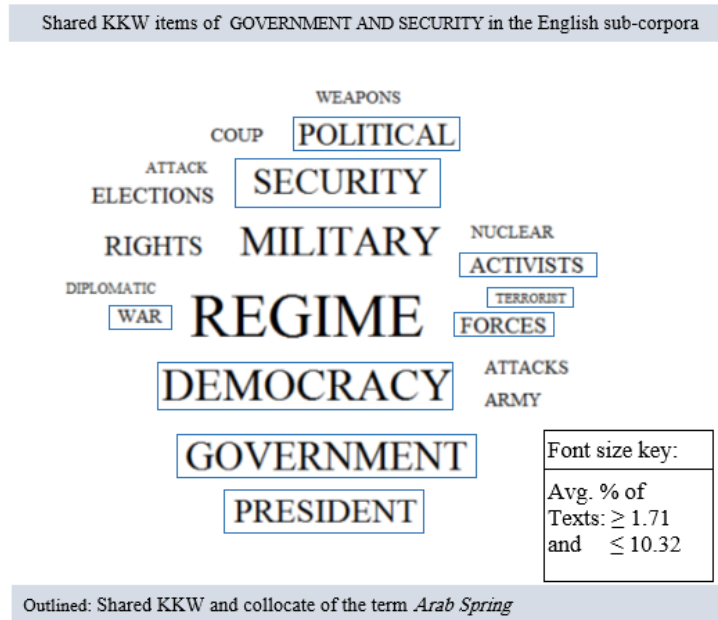 Shared KKW items of GOVERNMENT AND SECURITY in the English sub-corpora
WEAPONS
COUP POLITICAL
ATTACK
ELECTIONS SECURITY
RIGHTS MILITARY NUCLEAR
ACTIVISTS
DIPLOMATIC TERRORIST
WAR REGIME FORCES
DEMOCRACY ATTACKS
ARMY
GOVERNMENT
PRESIDENT
Font size key:
Avg. % of
Texts: ≥ 1.71
and ≤ 10.32
Outlined: Shared KKW and collocate of the term Arab Spring